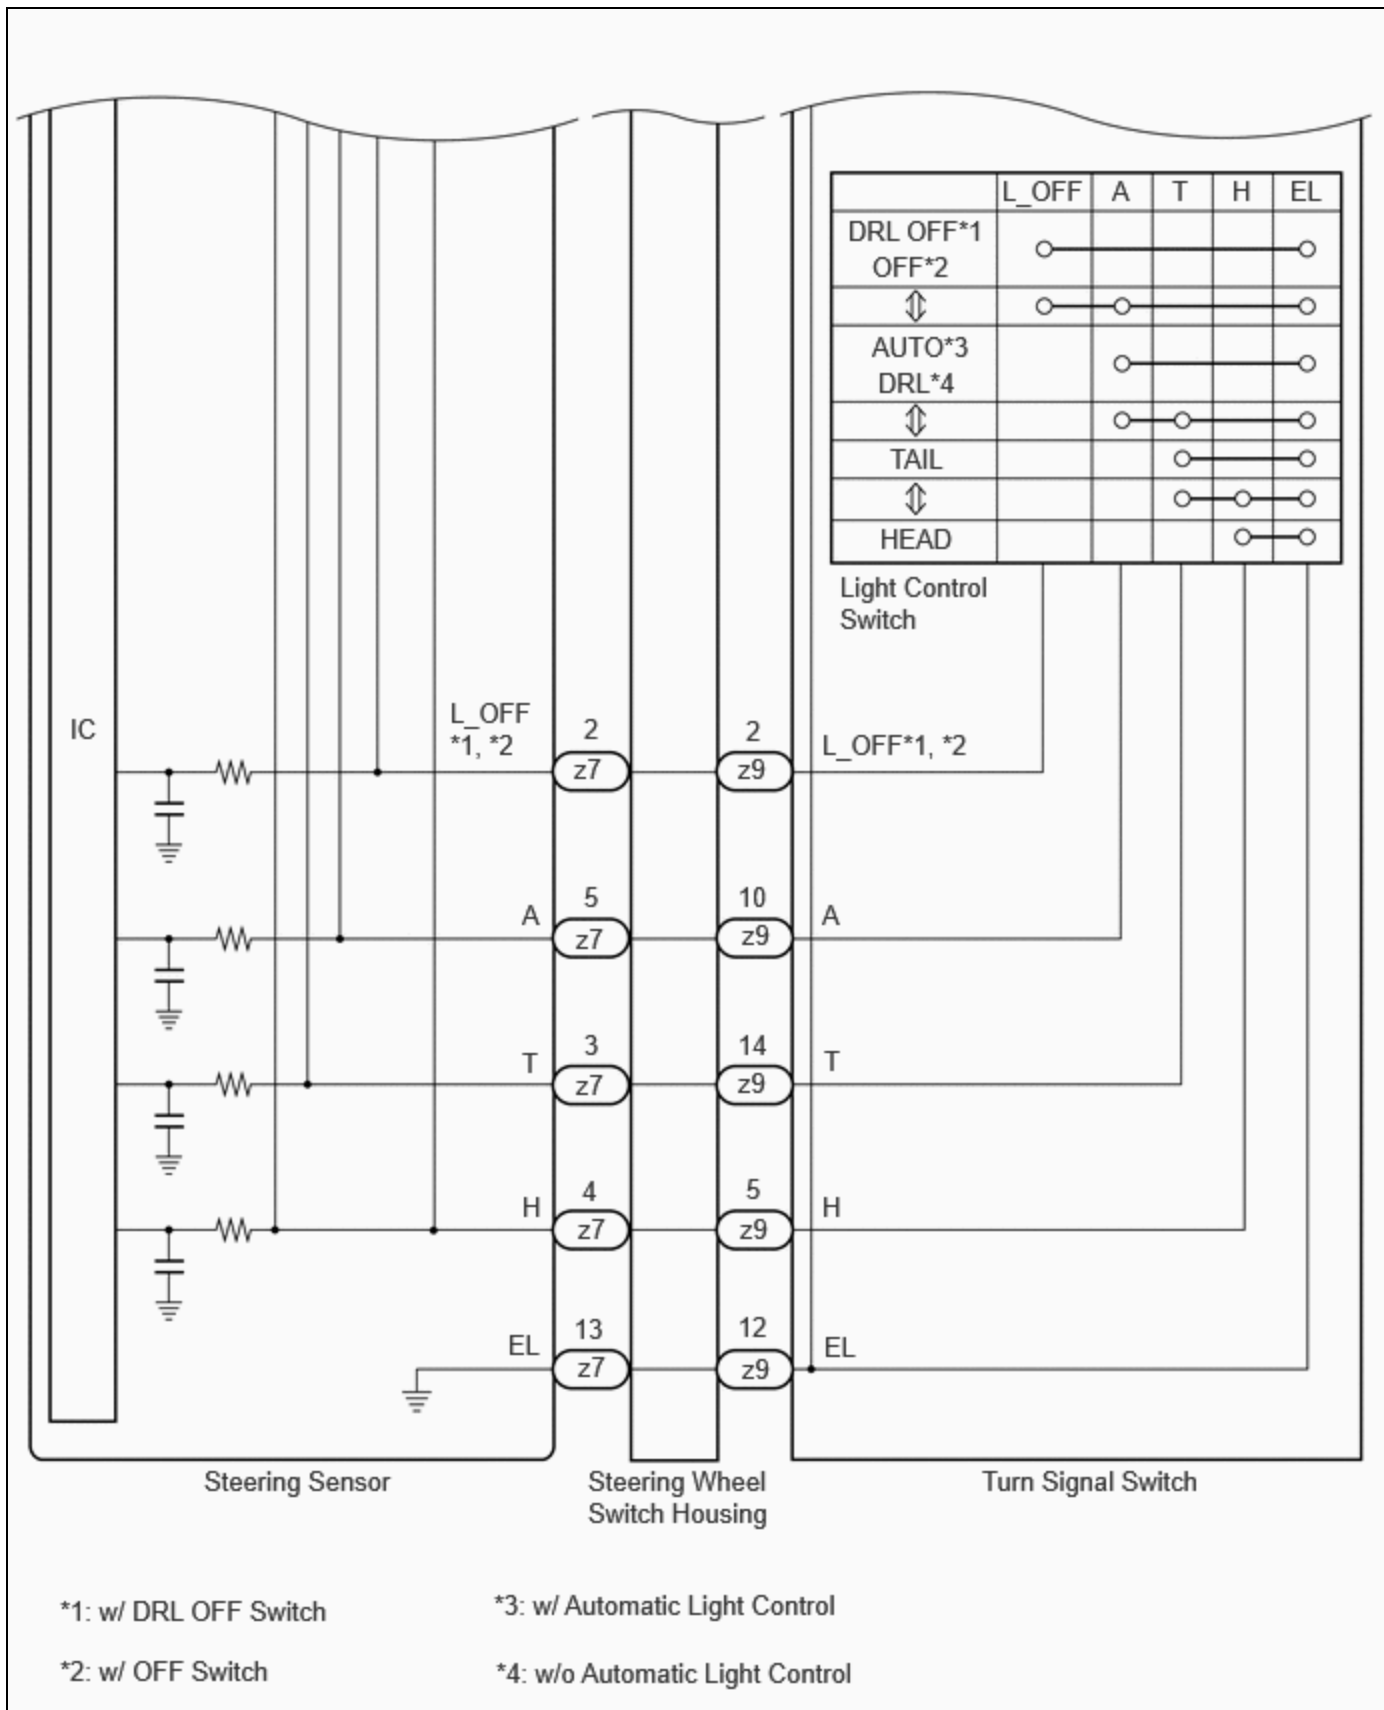 L_OFF A T H EL
DRL OFF*1
OFF*2
AUTO*3
DRL*4
TAIL
HEAD
Light Control
Switch
IC
L_OFF
*1, *2
2
z7
2
z9
L_OFF*1, *2
A
5
z7
10
z9
A
T
3
z7
14
z9
T
H
4
z7
5
z9
H
EL
13
z7
12
z9
EL
Steering Sensor
Steering Wheel
Switch Housing
Turn Signal Switch
*1: w/ DRL OFF Switch
*3: w/ Automatic Light Control
*2: w/ OFF Switch
*4: w/o Automatic Light Control